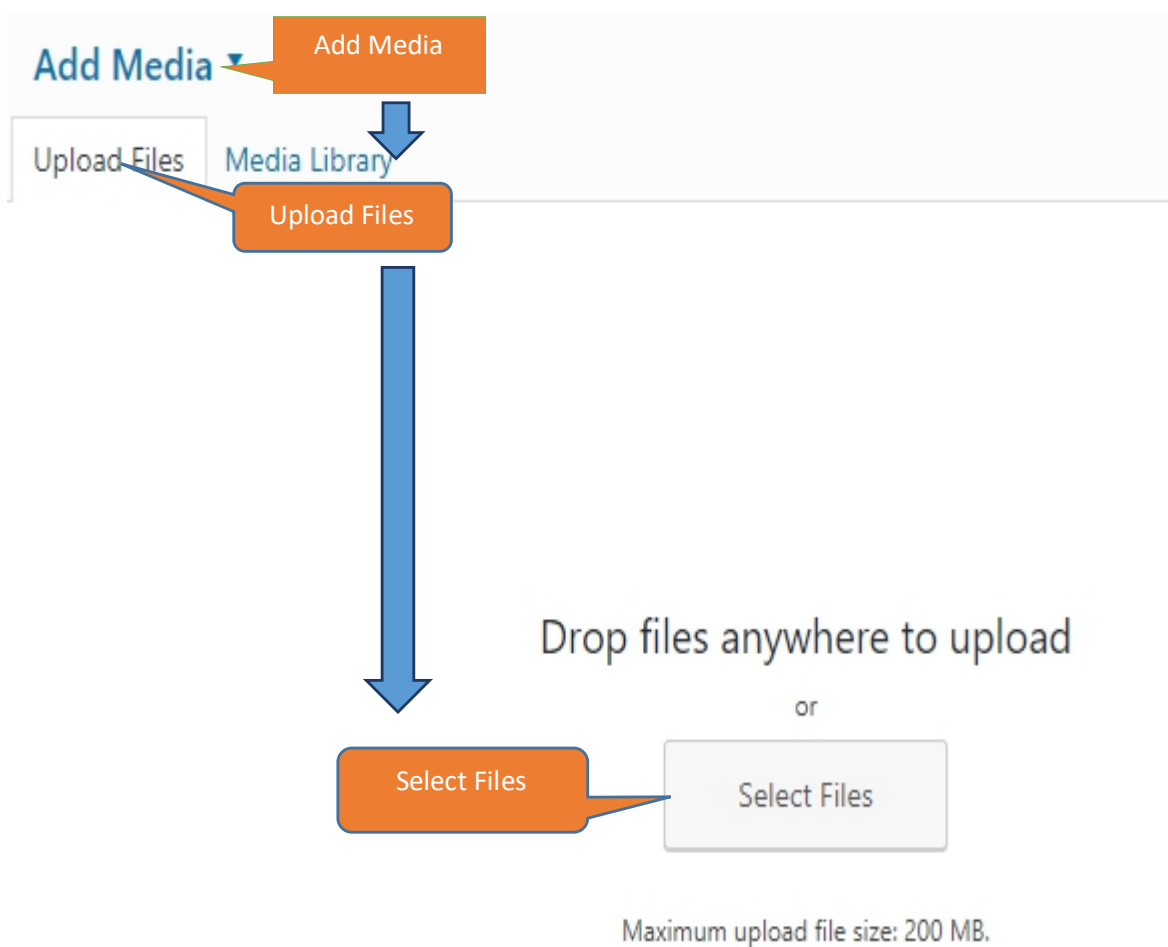 Add Media
Add Media
Upload Files Media Library
Upload Files
Drop files anywhere to upload
or
Select Files
Select Files
Maximum upload file size: 200 MB.